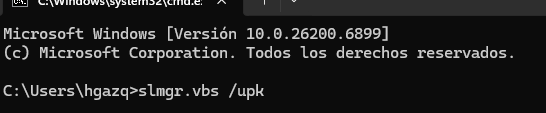 C:\Windows\system32\cmd.e
Microsoft Windows [Versión 10.0.26200.6899]
(c) Microsoft Corporation. Todos los derechos reservados.
C:\Users\hgazq>slmgr.vbs /upk